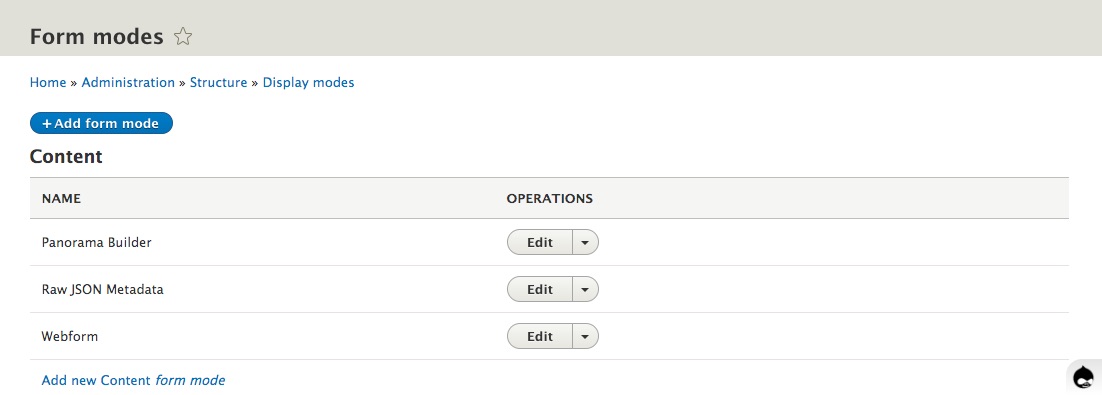 Form modes
Home » Administration » Structure » Display modes
+ Add form mode
Content
NAME OPERATIONS
Panorama Builder Edit
Raw JSON Metadata Edit
Webform Edit
Add new Content form mode